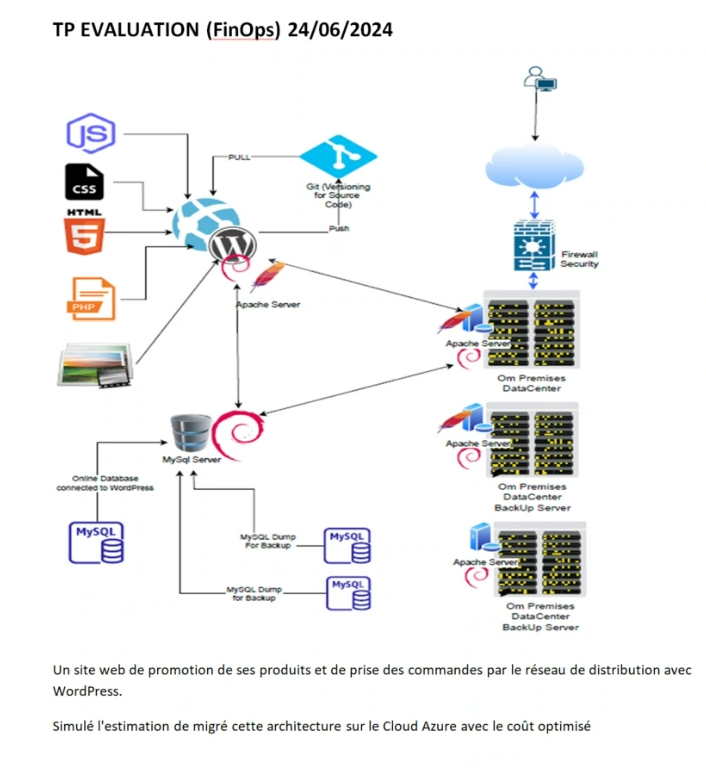 TP EVALUATION (FinOps) 24/06/2024
JS
PULL
CSS
Git (Versioning
for Source
Code)
HTML
5
Push
W
Firewall
Security
PHP
Apache Server
Apache Server
Om Premises
DataCenter
Apache Server
MySql Server
Online Database
connected to WordPress
Om Premises
DataCenter
BackUp Server
MySQL
MySQL Dump
For Backup
MySQL
Apache Server
MySQL Dump
for Backup
MySQL
Om Premises
DataCenter
BackUp Server
Un site web de promotion de ses produits et de prise des commandes par le réseau de distribution avec
WordPress.
Simulé l'estimation de migré cette architecture sur le Cloud Azure avec le coût optimisé